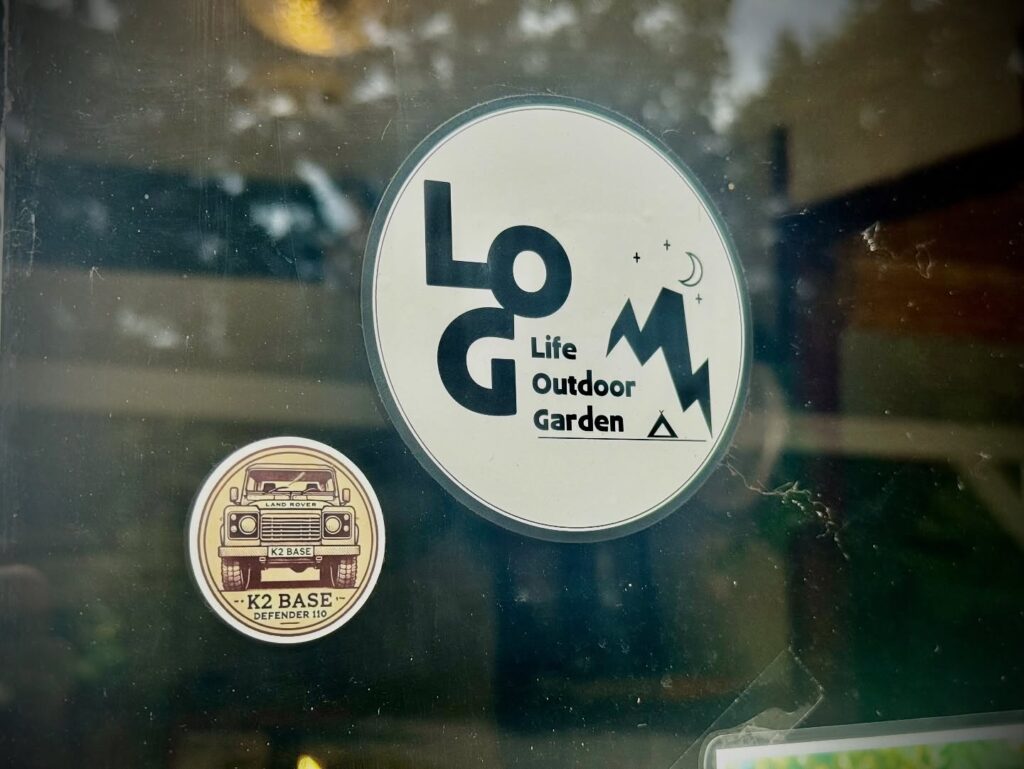 LOG
Life
Outdoor
Garden
LAND ROVER
K2 BASE
K2 BASE
DEFENDER 110